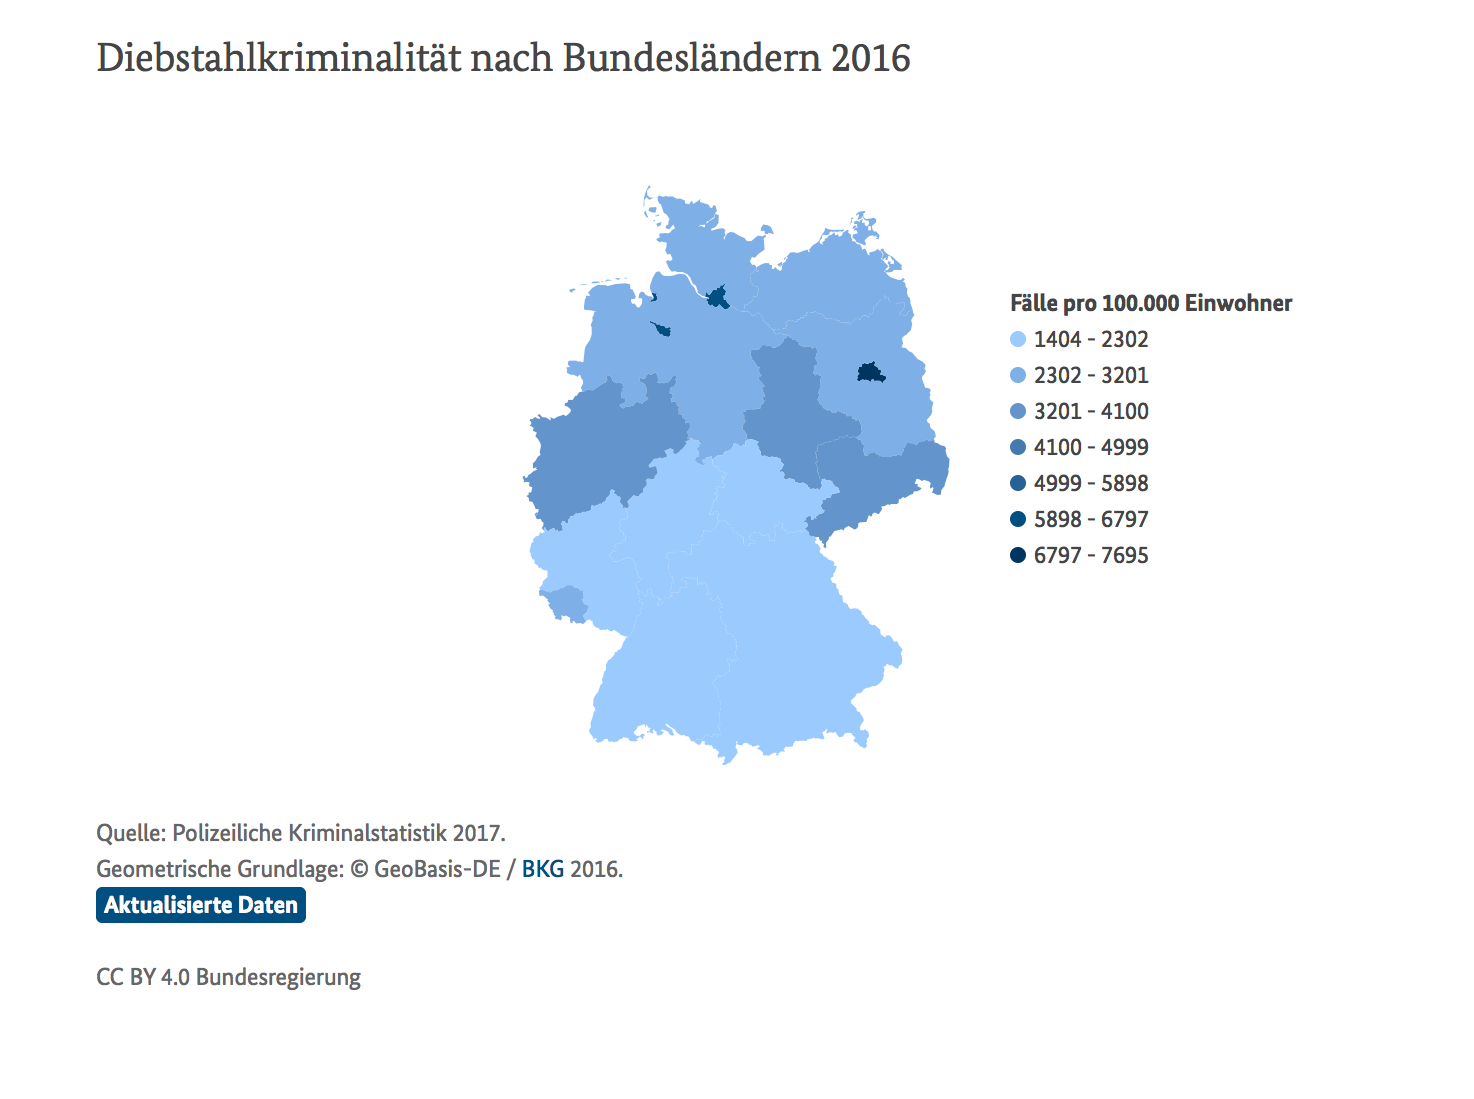 Diebstahlkriminalität nach Bundesländern 2016
Fälle pro 100.000 Einwohner
1404 - 2302
2302 - 3201
3201 - 4100
4100 - 4999
4999 - 5898
5898 - 6797
6797 - 7695
Quelle: Polizeiliche Kriminalstatistik 2017.
Geometrische Grundlage: © GeoBasis-DE / BKG 2016.
Aktualisierte Daten
CC BY 4.0 Bundesregierung